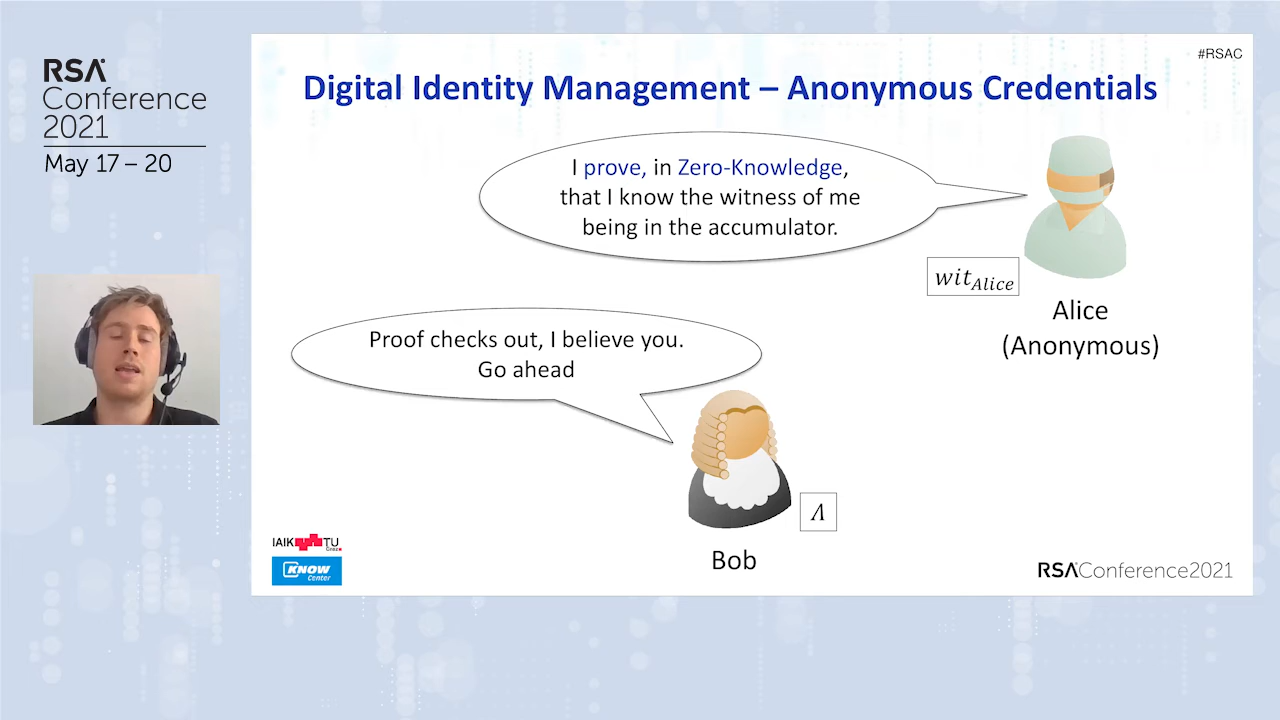 RSA
Conference
2021
May 17 – 20
#RSAC
Digital Identity Management – Anonymous Credentials
I prove, in Zero-Knowledge,
that I know the witness of me
being in the accumulator.
wit_Alice
Alice
(Anonymous)
Proof checks out, I believe you.
Go ahead
Λ
Bob
IAIK TU
Graz
KNOW
Center
RSAConference2021